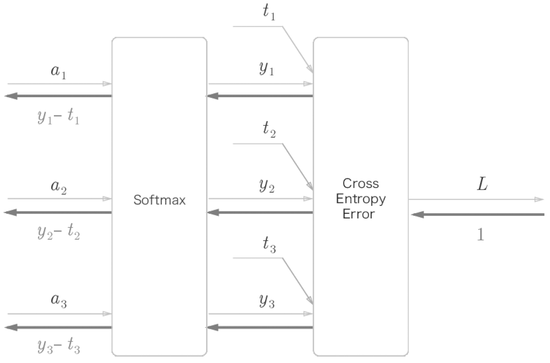 t₁
a₁
y₁
y₁ – t₁
t₂
a₂
Softmax
y₂
Cross
Entropy
Error
L
y₂ – t₂
1
t₃
a₃
y₃
y₃ – t₃